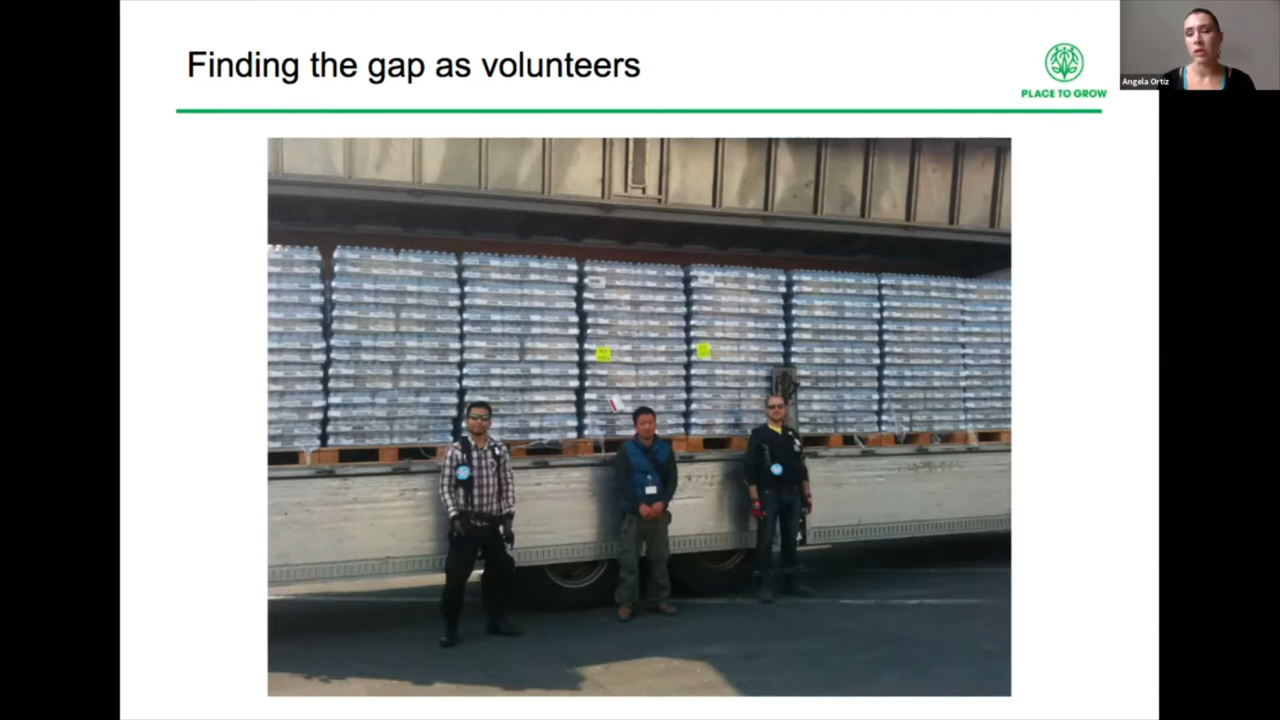 Finding the gap as volunteers
PLACE TO GROW
Angela Ortiz